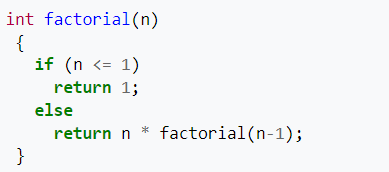 int factorial(n)
{
if (n <= 1)
return 1;
else
return n * factorial(n-1);
}